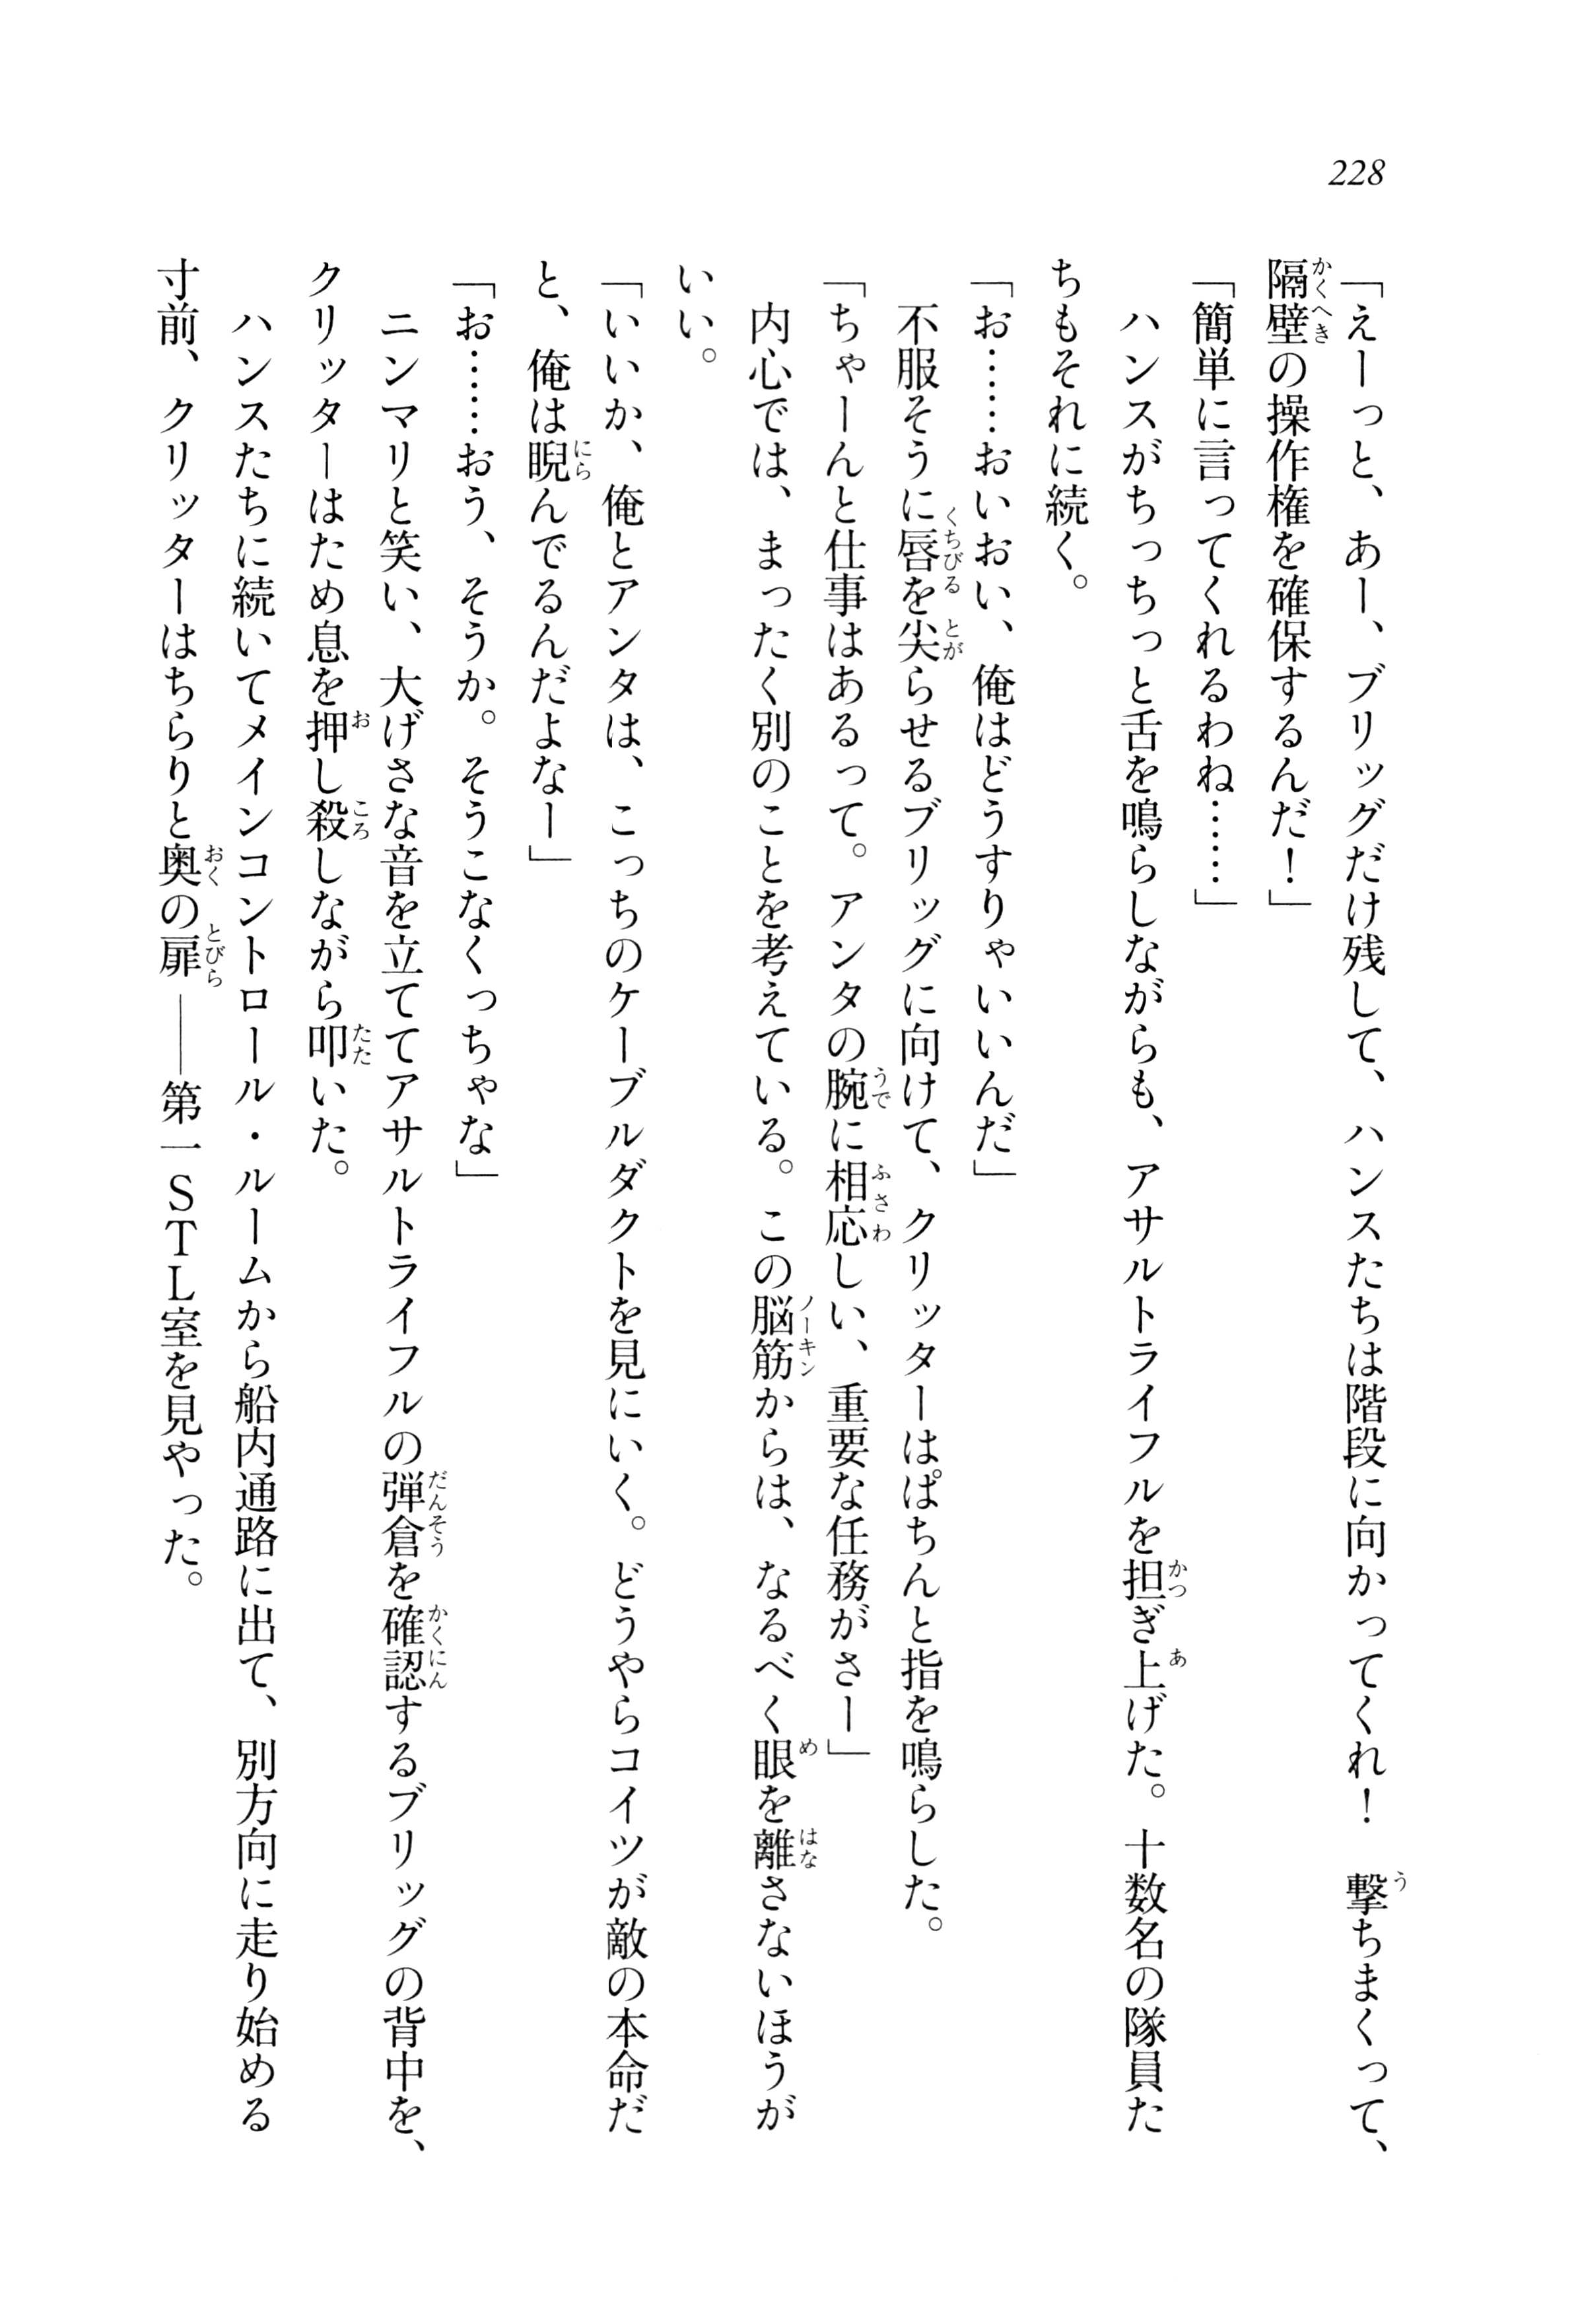 228
「えーっと、あー、ブリッグだけ残して、ハンスたちは階段に向かってくれ！　撃ちまくって、
隔壁の操作権を確保するんだ！」
「簡単に言ってくれるわね……」
　ハンスがちっちっと舌を鳴らしながらも、アサルトライフルを担ぎ上げた。十数名の隊員た
ちもそれに続く。
「お……おいおい、俺はどうすりゃいいんだ」
　不服そうに唇を尖らせるブリッグに向けて、クリッターはぱちんと指を鳴らした。
「ちゃーんと仕事はあるって。アンタの腕に相応しい、重要な任務がさー」
　内心では、まったく別のことを考えている。この脳筋からは、なるべく眼を離さないほうが
いい。
「いいか、俺とアンタは、こっちのケーブルダクトを見にいく。どうやらコイツが敵の本命だ
と、俺は睨んでるんだよなー」
「お……おう、そうか。そうこなくっちゃな」
　ニンマリと笑い、大げさな音を立ててアサルトライフルの弾倉を確認するブリッグの背中を、
クリッターはため息を押し殺しながら叩いた。
　ハンスたちに続いてメインコントロール・ルームから船内通路に出て、別方向に走り始める
寸前、クリッターはちらりと奥の扉――第一ＳＴＬ室を見やった。